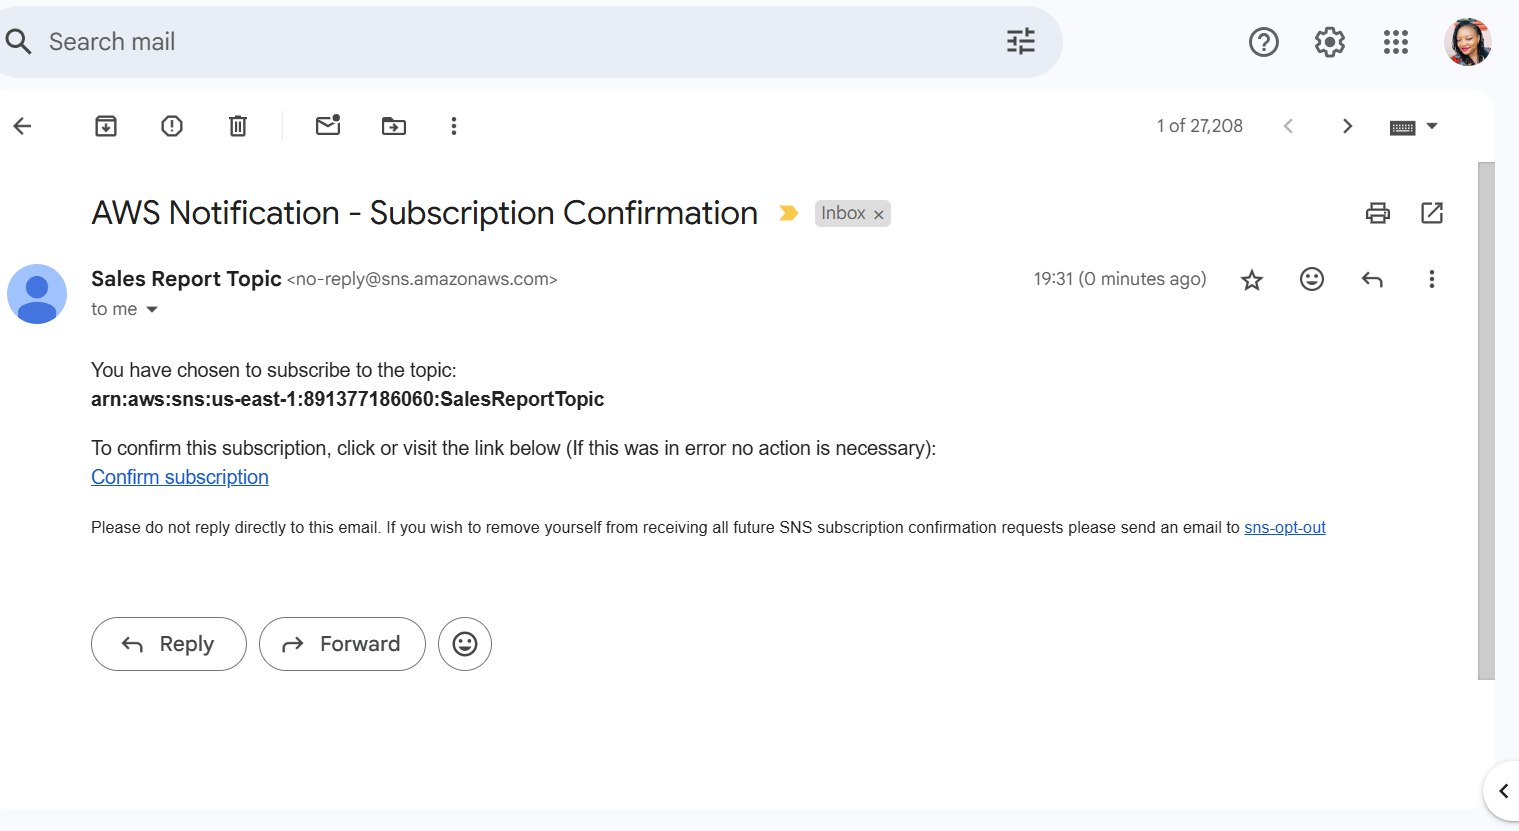 Search mail
1 of 27,208
AWS Notification - Subscription Confirmation Inbox ×
Sales Report Topic <no-reply@sns.amazonaws.com> 19:31 (0 minutes ago)
to me
You have chosen to subscribe to the topic:
arn:aws:sns:us-east-1:891377186060:SalesReportTopic
To confirm this subscription, click or visit the link below (If this was in error no action is necessary):
Confirm subscription
Please do not reply directly to this email. If you wish to remove yourself from receiving all future SNS subscription confirmation requests please send an email to sns-opt-out
Reply Forward